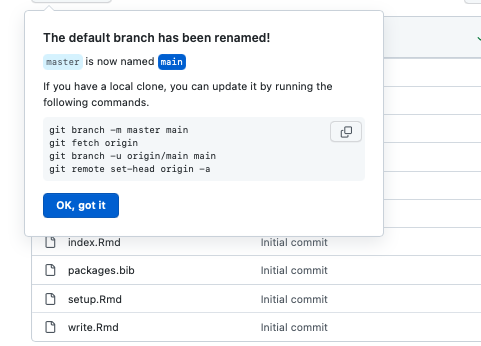 The default branch has been renamed!
master is now named main
If you have a local clone, you can update it by running the
following commands.
git branch -m master main
git fetch origin
git branch -u origin/main main
git remote set-head origin -a
OK, got it
index.Rmd Initial commit
packages.bib Initial commit
setup.Rmd Initial commit
write.Rmd Initial commit